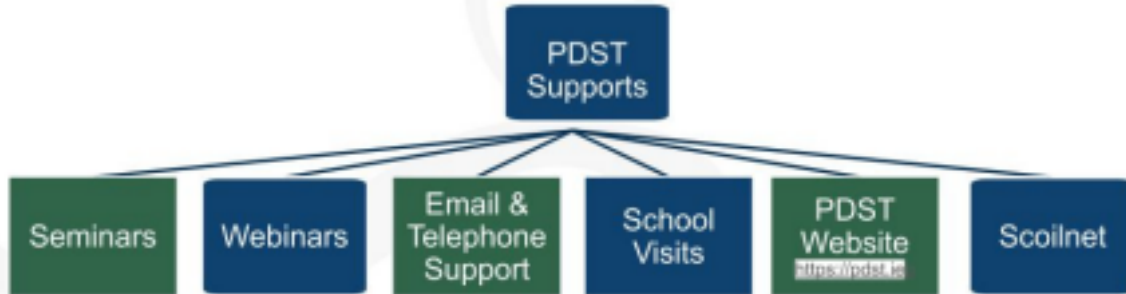 PDST
Supports
Seminars
Webinars
Email &
Telephone
Support
School
Visits
PDST
Website
https://pdst.ie
Scoilnet